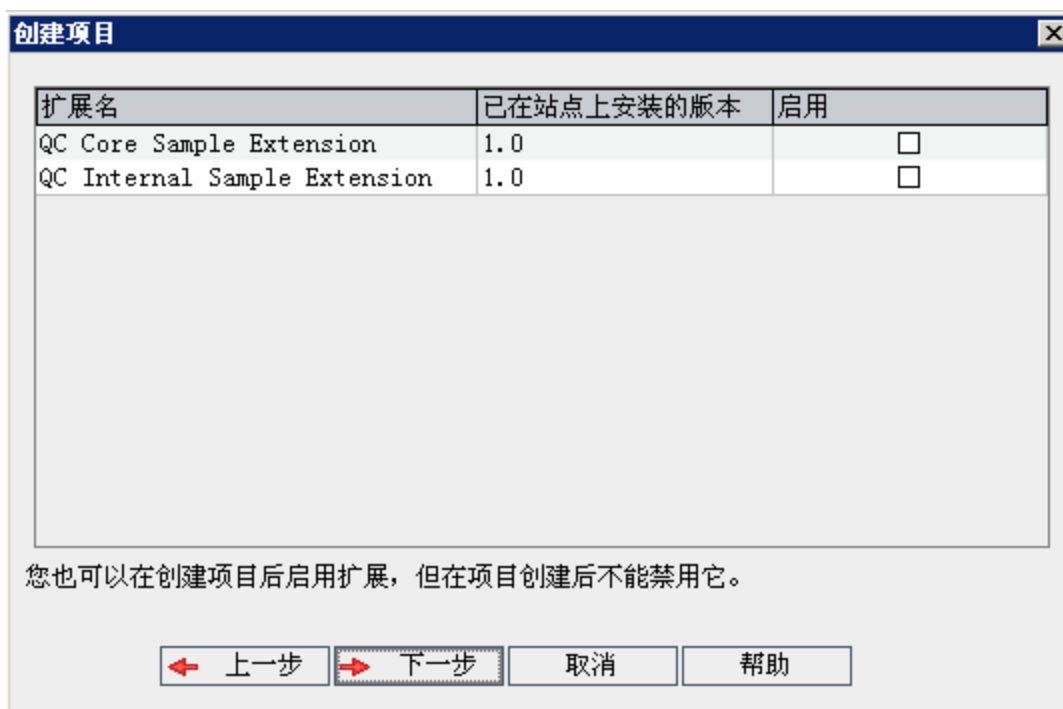 创建项目
扩展名 已在站点上安装的版本 启用
QC Core Sample Extension 1.0
QC Internal Sample Extension 1.0
您也可以在创建项目后启用扩展，但在项目创建后不能禁用它。
上一步 下一步 取消 帮助